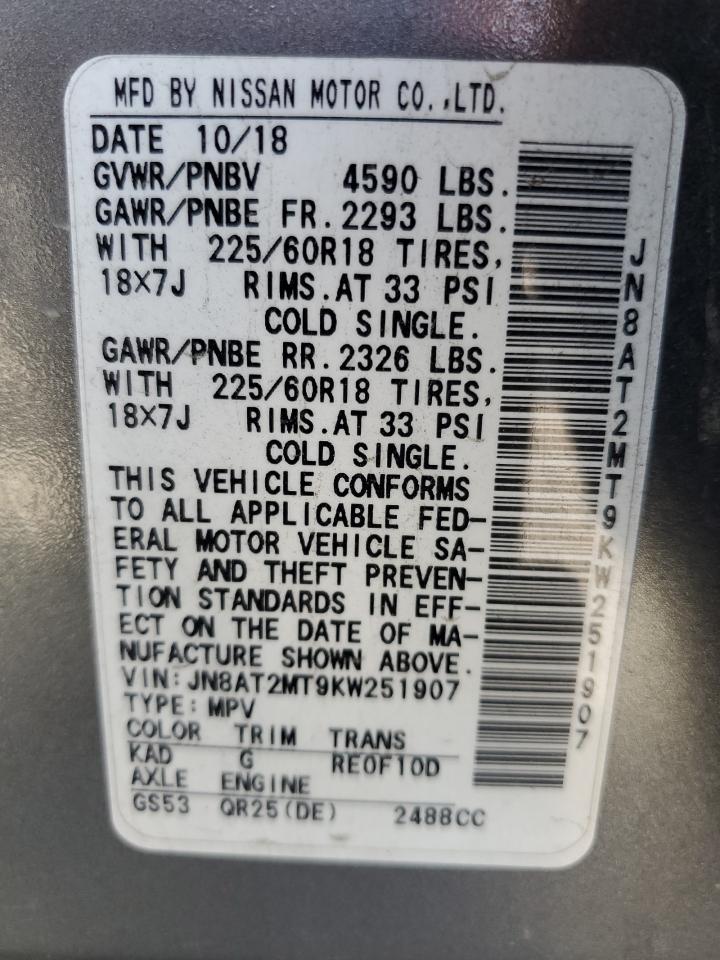 MFD BY NISSAN MOTOR CO.,LTD.
DATE 10/18
GVWR/PNBV 4590 LBS.
GAWR/PNBE FR. 2293 LBS.
WITH 225/60R18 TIRES,
18X7J RIMS. AT 33 PSI
COLD SINGLE.
GAWR/PNBE RR. 2326 LBS.
WITH 225/60R18 TIRES,
18X7J RIMS. AT 33 PSI
COLD SINGLE.
THIS VEHICLE CONFORMS
TO ALL APPLICABLE FED-
ERAL MOTOR VEHICLE SA-
FETY AND THEFT PREVEN-
TION STANDARDS IN EFF-
ECT ON THE DATE OF MA-
NUFACTURE SHOWN ABOVE.
VIN: JN8AT2MT9KW251907
TYPE: MPV
COLOR TRIM TRANS
KAD G RE0F10D
AXLE ENGINE
GS53 QR25(DE) 2488CC
JN8AT2MT9KW251907